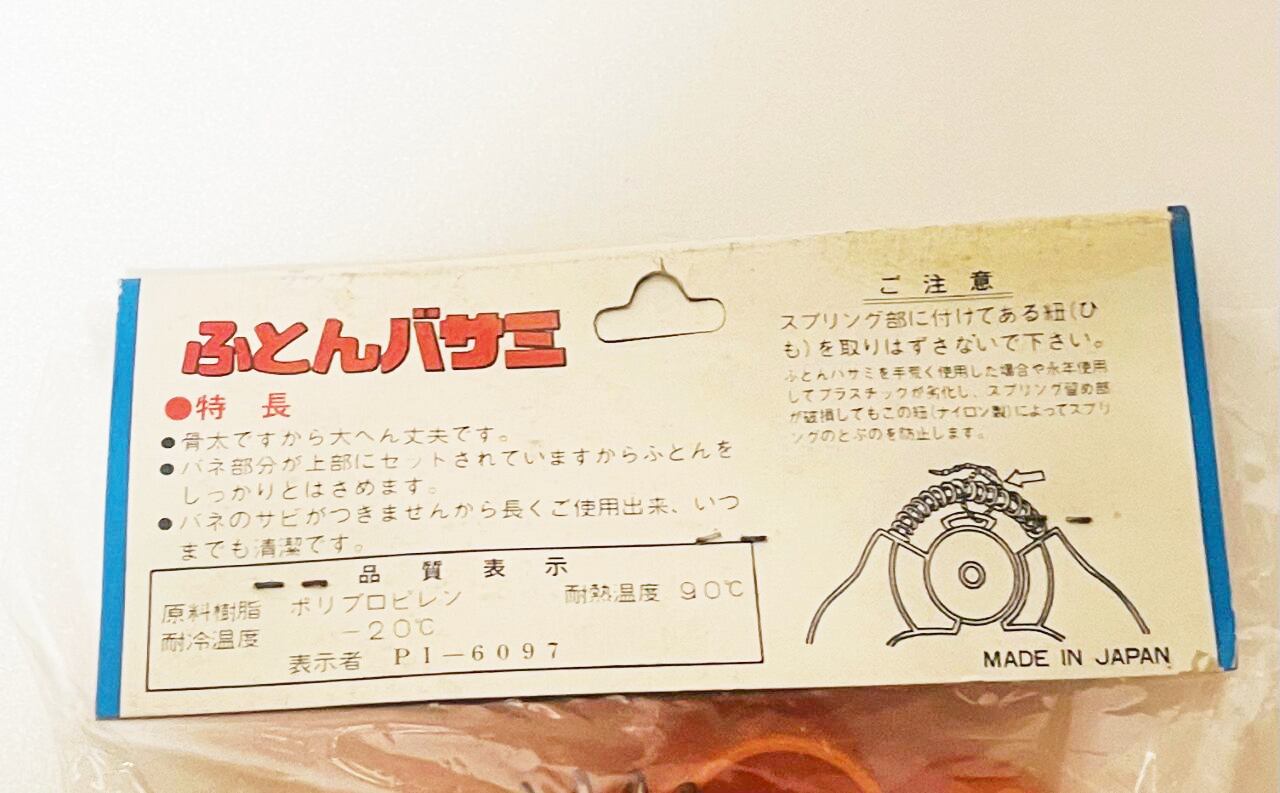 ふとんバサミ
●特 長
●骨太ですから大へん丈夫です。
●バネ部分が上部にセットされていますからふとんを
しっかりとはさめます。
●バネのサビがつきませんから長くご使用出来、いつ
までも清潔です。
品 質 表 示
原料樹脂 ポリプロピレン 耐熱温度 90℃
耐冷温度 −20℃
表示者 PI−6097
ご 注 意
スプリング部に付けてある紐(ひ
も)を取りはずさないで下さい。
ふとんバサミを手荒く使用した場合や永年使用
してプラスチックが劣化し、スプリング留め部
が破損してもこの紐(ナイロン製)によってスプリ
ングのとぶのを防止します。
MADE IN JAPAN